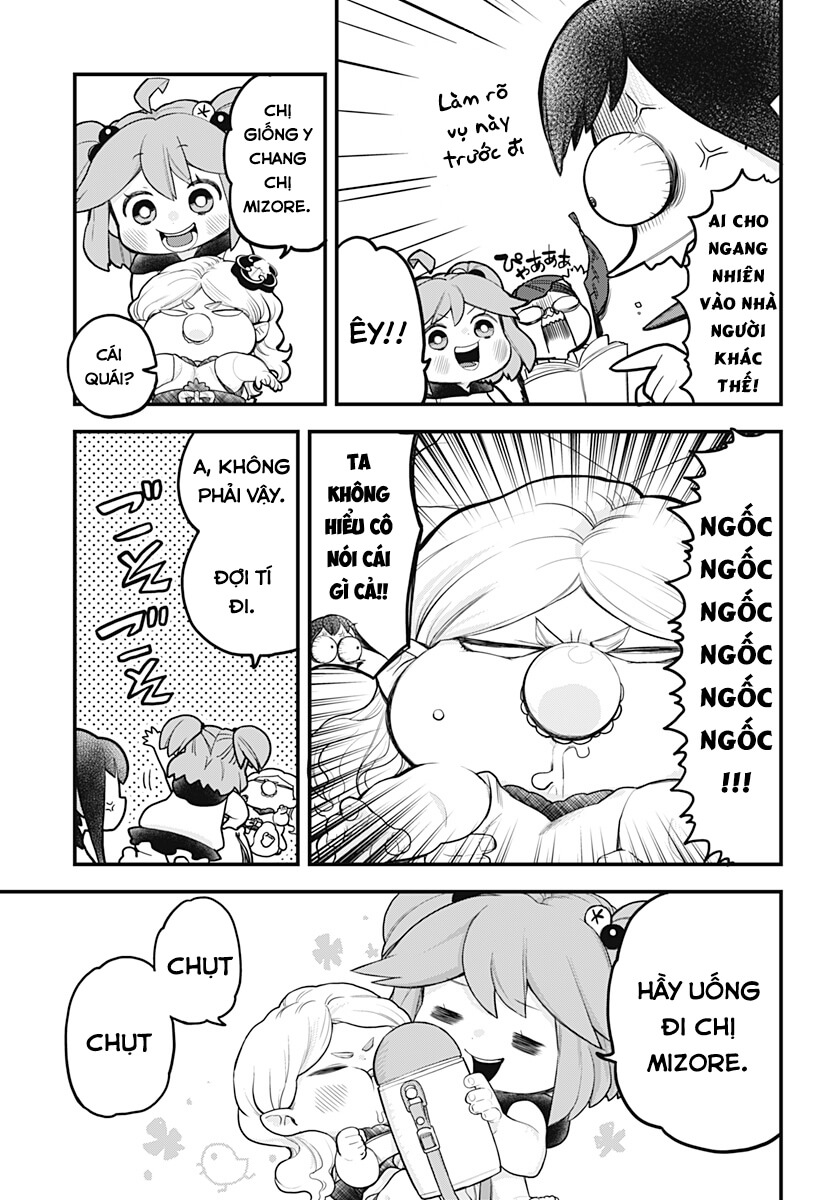 Làm rõ
vụ này
trước đi
AI CHO
NGANG
NHIÊN
VÀO NHÀ
NGƯỜI
KHÁC
THẾ!
ぴゃあああ
ÊY!!
CHỊ
GIỐNG Y
CHANG
CHỊ
MIZORE.
CÁI
QUÁI?
NGỐC
NGỐC
NGỐC
NGỐC
NGỐC
NGỐC
!!!
TA
KHÔNG
HIỂU CÔ
NÓI CÁI
GÌ CẢ!!
A, KHÔNG
PHẢI VẬY.
ĐỢI TÍ
ĐI.
HẦY UỐNG
ĐI CHỊ
MIZORE.
CHỤT
CHỤT